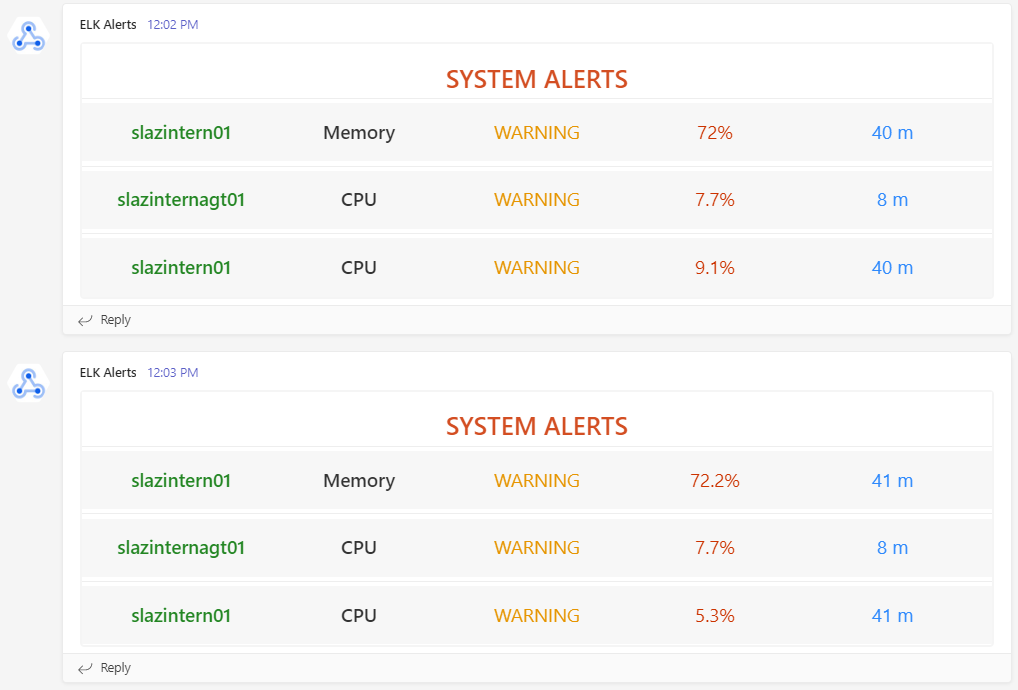 ELK Alerts 12:02 PM
SYSTEM ALERTS
slazintern01 Memory WARNING 72% 40 m
slazinternagt01 CPU WARNING 7.7% 8 m
slazintern01 CPU WARNING 9.1% 40 m
Reply
ELK Alerts 12:03 PM
SYSTEM ALERTS
slazintern01 Memory WARNING 72.2% 41 m
slazinternagt01 CPU WARNING 7.7% 8 m
slazintern01 CPU WARNING 5.3% 41 m
Reply